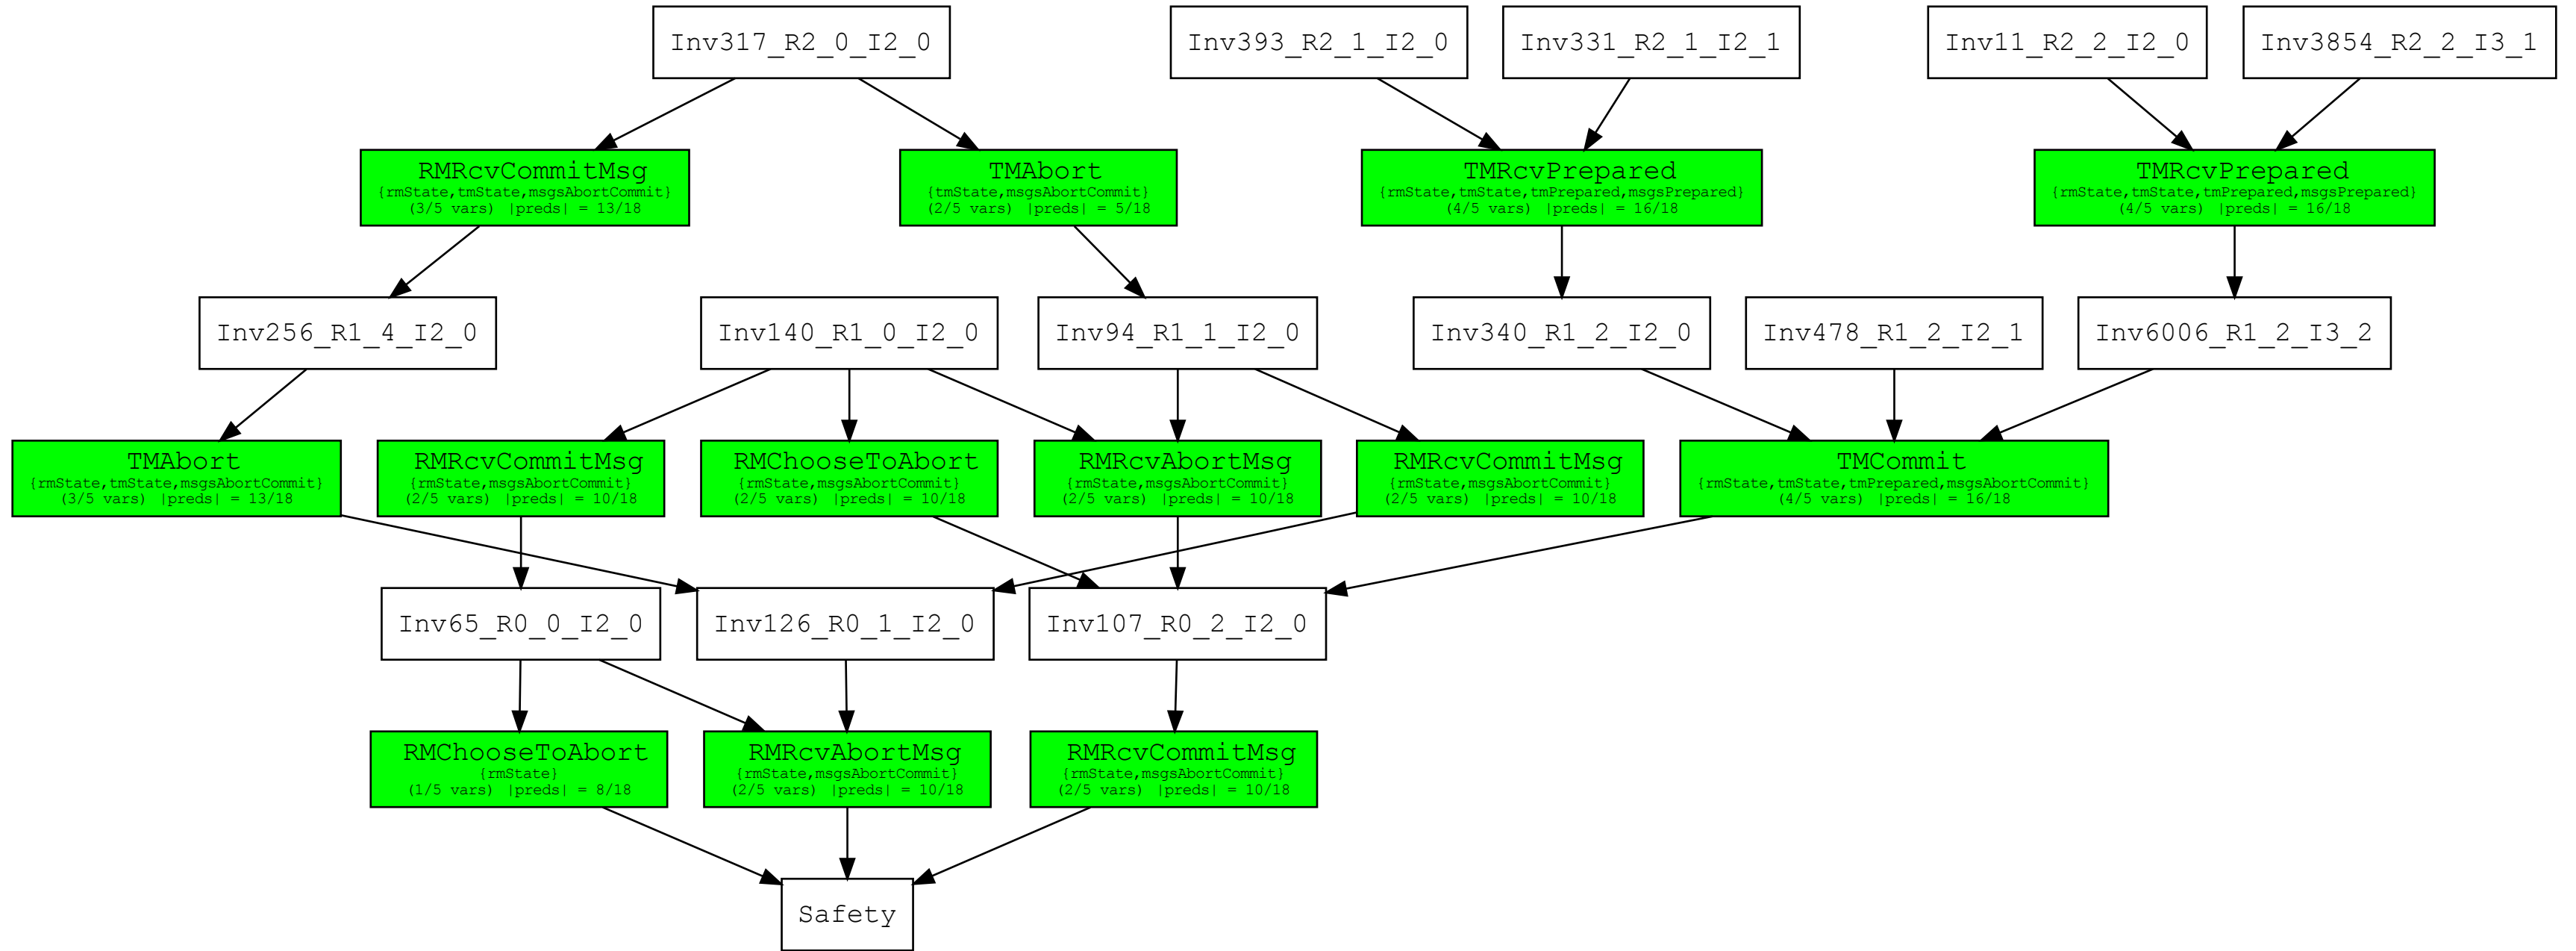 Inv317_R2_0_I2_0
Inv393_R2_1_I2_0
Inv331_R2_1_I2_1
Inv11_R2_2_I2_0
Inv3854_R2_2_I3_1
RMRcvCommitMsg
{rmState,tmState,msgsAbortCommit}
(3/5 vars) |preds| = 13/18
TMAbort
{tmState,msgsAbortCommit}
(2/5 vars) |preds| = 5/18
TMRcvPrepared
{rmState,tmState,tmPrepared,msgsPrepared}
(4/5 vars) |preds| = 16/18
TMRcvPrepared
{rmState,tmState,tmPrepared,msgsPrepared}
(4/5 vars) |preds| = 16/18
Inv256_R1_4_I2_0
Inv140_R1_0_I2_0
Inv94_R1_1_I2_0
Inv340_R1_2_I2_0
Inv478_R1_2_I2_1
Inv6006_R1_2_I3_2
TMAbort
{rmState,tmState,msgsAbortCommit}
(3/5 vars) |preds| = 13/18
RMRcvCommitMsg
{rmState,msgsAbortCommit}
(2/5 vars) |preds| = 10/18
RMChooseToAbort
{rmState,msgsAbortCommit}
(2/5 vars) |preds| = 10/18
RMRcvAbortMsg
{rmState,msgsAbortCommit}
(2/5 vars) |preds| = 10/18
RMRcvCommitMsg
{rmState,msgsAbortCommit}
(2/5 vars) |preds| = 10/18
TMCommit
{rmState,tmState,tmPrepared,msgsAbortCommit}
(4/5 vars) |preds| = 16/18
Inv65_R0_0_I2_0
Inv126_R0_1_I2_0
Inv107_R0_2_I2_0
RMChooseToAbort
{rmState}
(1/5 vars) |preds| = 8/18
RMRcvAbortMsg
{rmState,msgsAbortCommit}
(2/5 vars) |preds| = 10/18
RMRcvCommitMsg
{rmState,msgsAbortCommit}
(2/5 vars) |preds| = 10/18
Safety